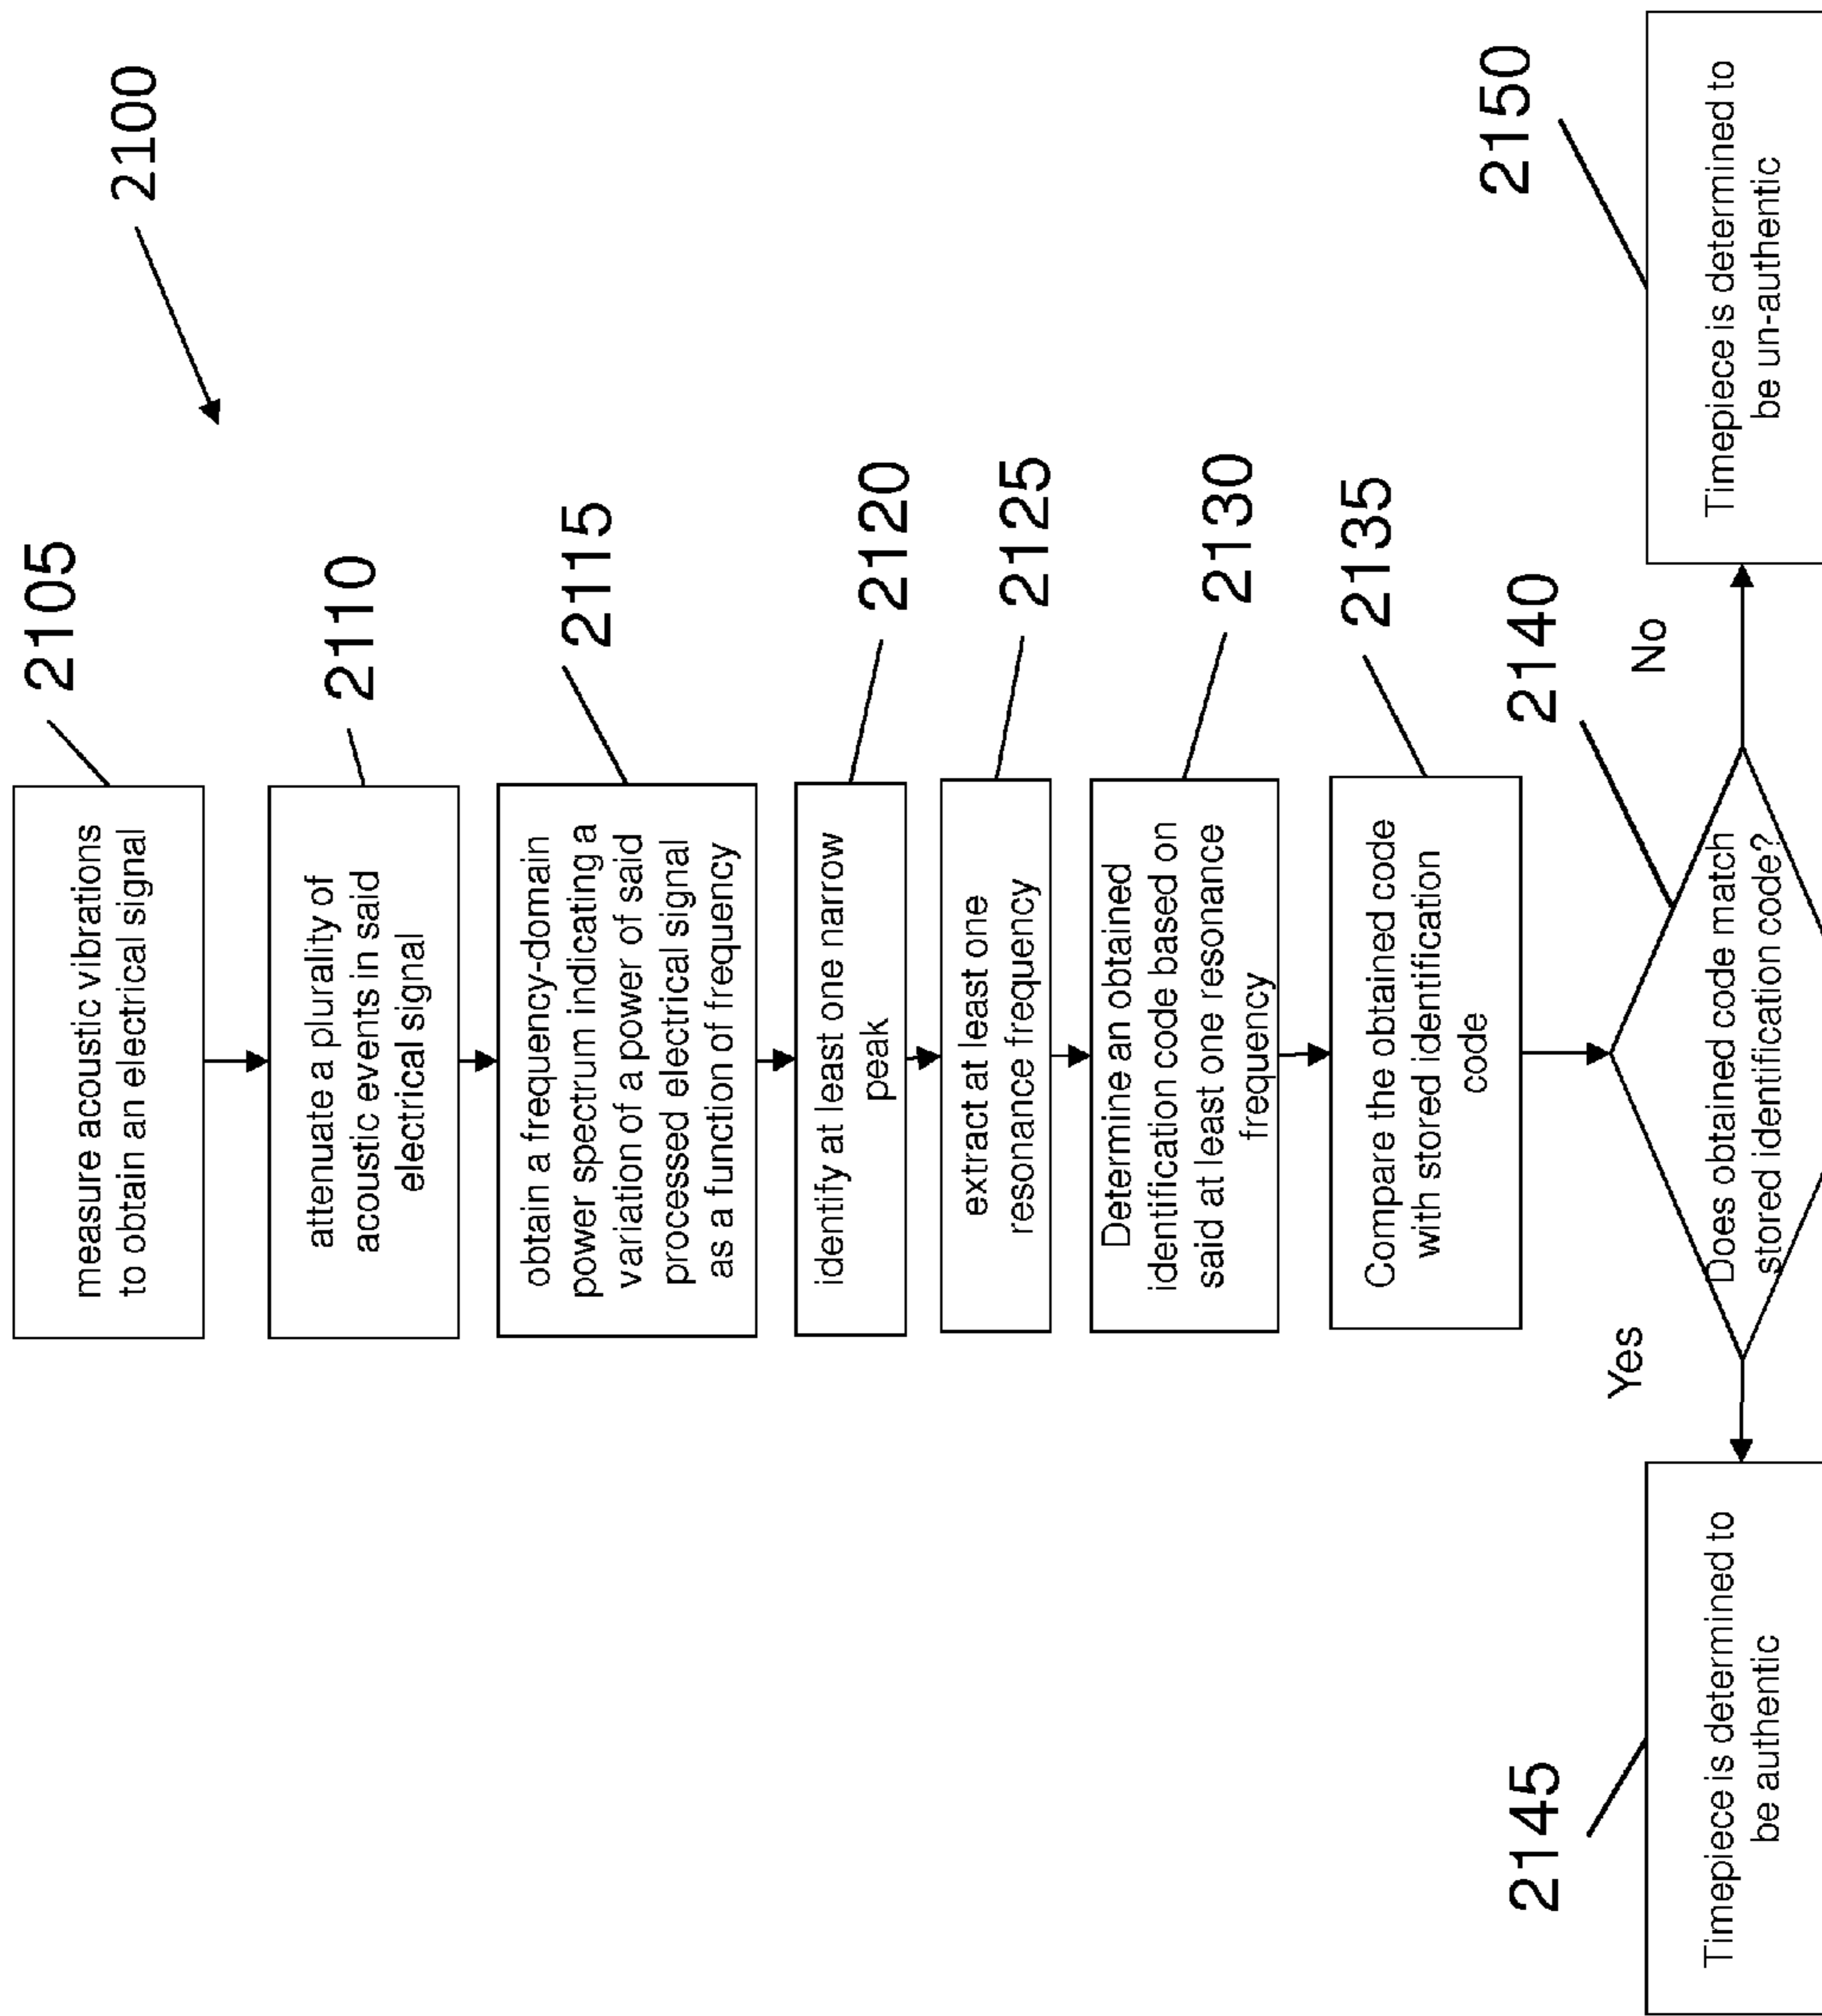 2100
2105
measure acoustic vibrations
to obtain an electrical signal
2110
attenuate a plurality of
acoustic events in said
electrical signal
2115
obtain a frequency-domain
power spectrum indicating a
variation of a power of said
processed electrical signal
as a function of frequency
2120
identify at least one narrow
peak
2125
extract at least one
resonance frequency
2130
Determine an obtained
identification code based on
said at least one resonance
frequency
2135
Compare the obtained code
with stored identification
code
2140
Does obtained code match
stored identification code?
Yes
No
2145
Timepiece is determined to
be authentic
2150
Timepiece is determined to
be un-authentic